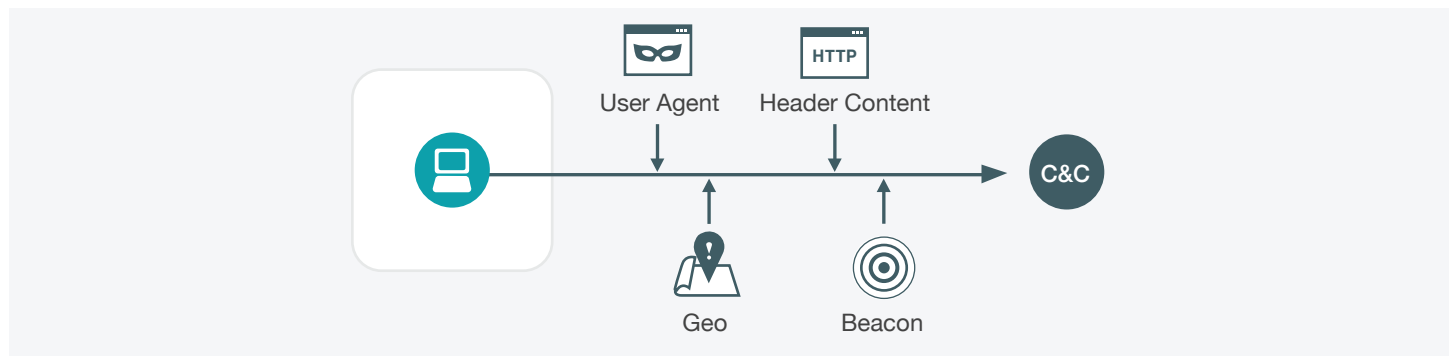 HTTP
User Agent
Header Content
C&C
!
Geo
Beacon